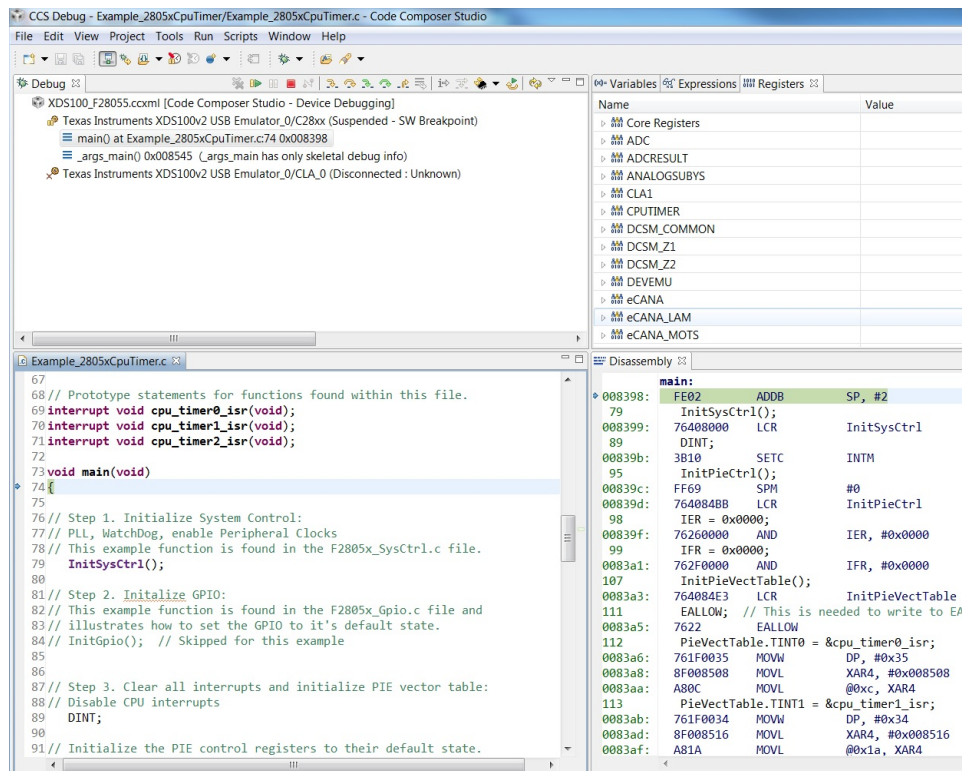 CCS Debug - Example_2805xCpuTimer/Example_2805xCpuTimer.c - Code Composer Studio
File Edit View Project Tools Run Scripts Window Help
Debug
XDS100_F28055.ccxml [Code Composer Studio - Device Debugging]
Texas Instruments XDS100v2 USB Emulator_0/C28xx (Suspended - SW Breakpoint)
main() at Example_2805xCpuTimer.c:74 0x008398
_args_main() 0x008545 (_args_main has only skeletal debug info)
Texas Instruments XDS100v2 USB Emulator_0/CLA_0 (Disconnected : Unknown)
Variables Expressions Registers
Name Value
Core Registers
ADC
ADCRESULT
ANALOGSUBYS
CLA1
CPUTIMER
DCSM_COMMON
DCSM_Z1
DCSM_Z2
DEVEMU
eCANA
eCANA_LAM
eCANA_MOTS
Example_2805xCpuTimer.c
67
68 // Prototype statements for functions found within this file.
69 interrupt void cpu_timer0_isr(void);
70 interrupt void cpu_timer1_isr(void);
71 interrupt void cpu_timer2_isr(void);
72
73 void main(void)
74 {
75
76 // Step 1. Initialize System Control:
77 // PLL, WatchDog, enable Peripheral Clocks
78 // This example function is found in the F2805x_SysCtrl.c file.
79 InitSysCtrl();
80
81 // Step 2. Initalize GPIO:
82 // This example function is found in the F2805x_Gpio.c file and
83 // illustrates how to set the GPIO to it's default state.
84 // InitGpio(); // Skipped for this example
85
86
87 // Step 3. Clear all interrupts and initialize PIE vector table:
88 // Disable CPU interrupts
89 DINT;
90
91 // Initialize the PIE control registers to their default state.
Disassembly
main:
008398: FE02 ADDB SP, #2
79 InitSysCtrl();
008399: 76408000 LCR InitSysCtrl
89 DINT;
00839b: 3B10 SETC INTM
95 InitPieCtrl();
00839c: FF69 SPM #0
00839d: 764084BB LCR InitPieCtrl
98 IER = 0x0000;
00839f: 76260000 AND IER, #0x0000
99 IFR = 0x0000;
0083a1: 762F0000 AND IFR, #0x0000
107 InitPieVectTable();
0083a3: 764084E3 LCR InitPieVectTable
111 EALLOW; // This is needed to write to EA
0083a5: 7622 EALLOW
112 PieVectTable.TINT0 = &cpu_timer0_isr;
0083a6: 761F0035 MOVW DP, #0x35
0083a8: 8F008508 MOVL XAR4, #0x008508
0083aa: A80C MOVL @0xc, XAR4
113 PieVectTable.TINT1 = &cpu_timer1_isr;
0083ab: 761F0034 MOVW DP, #0x34
0083ad: 8F008516 MOVL XAR4, #0x008516
0083af: A81A MOVL @0x1a, XAR4